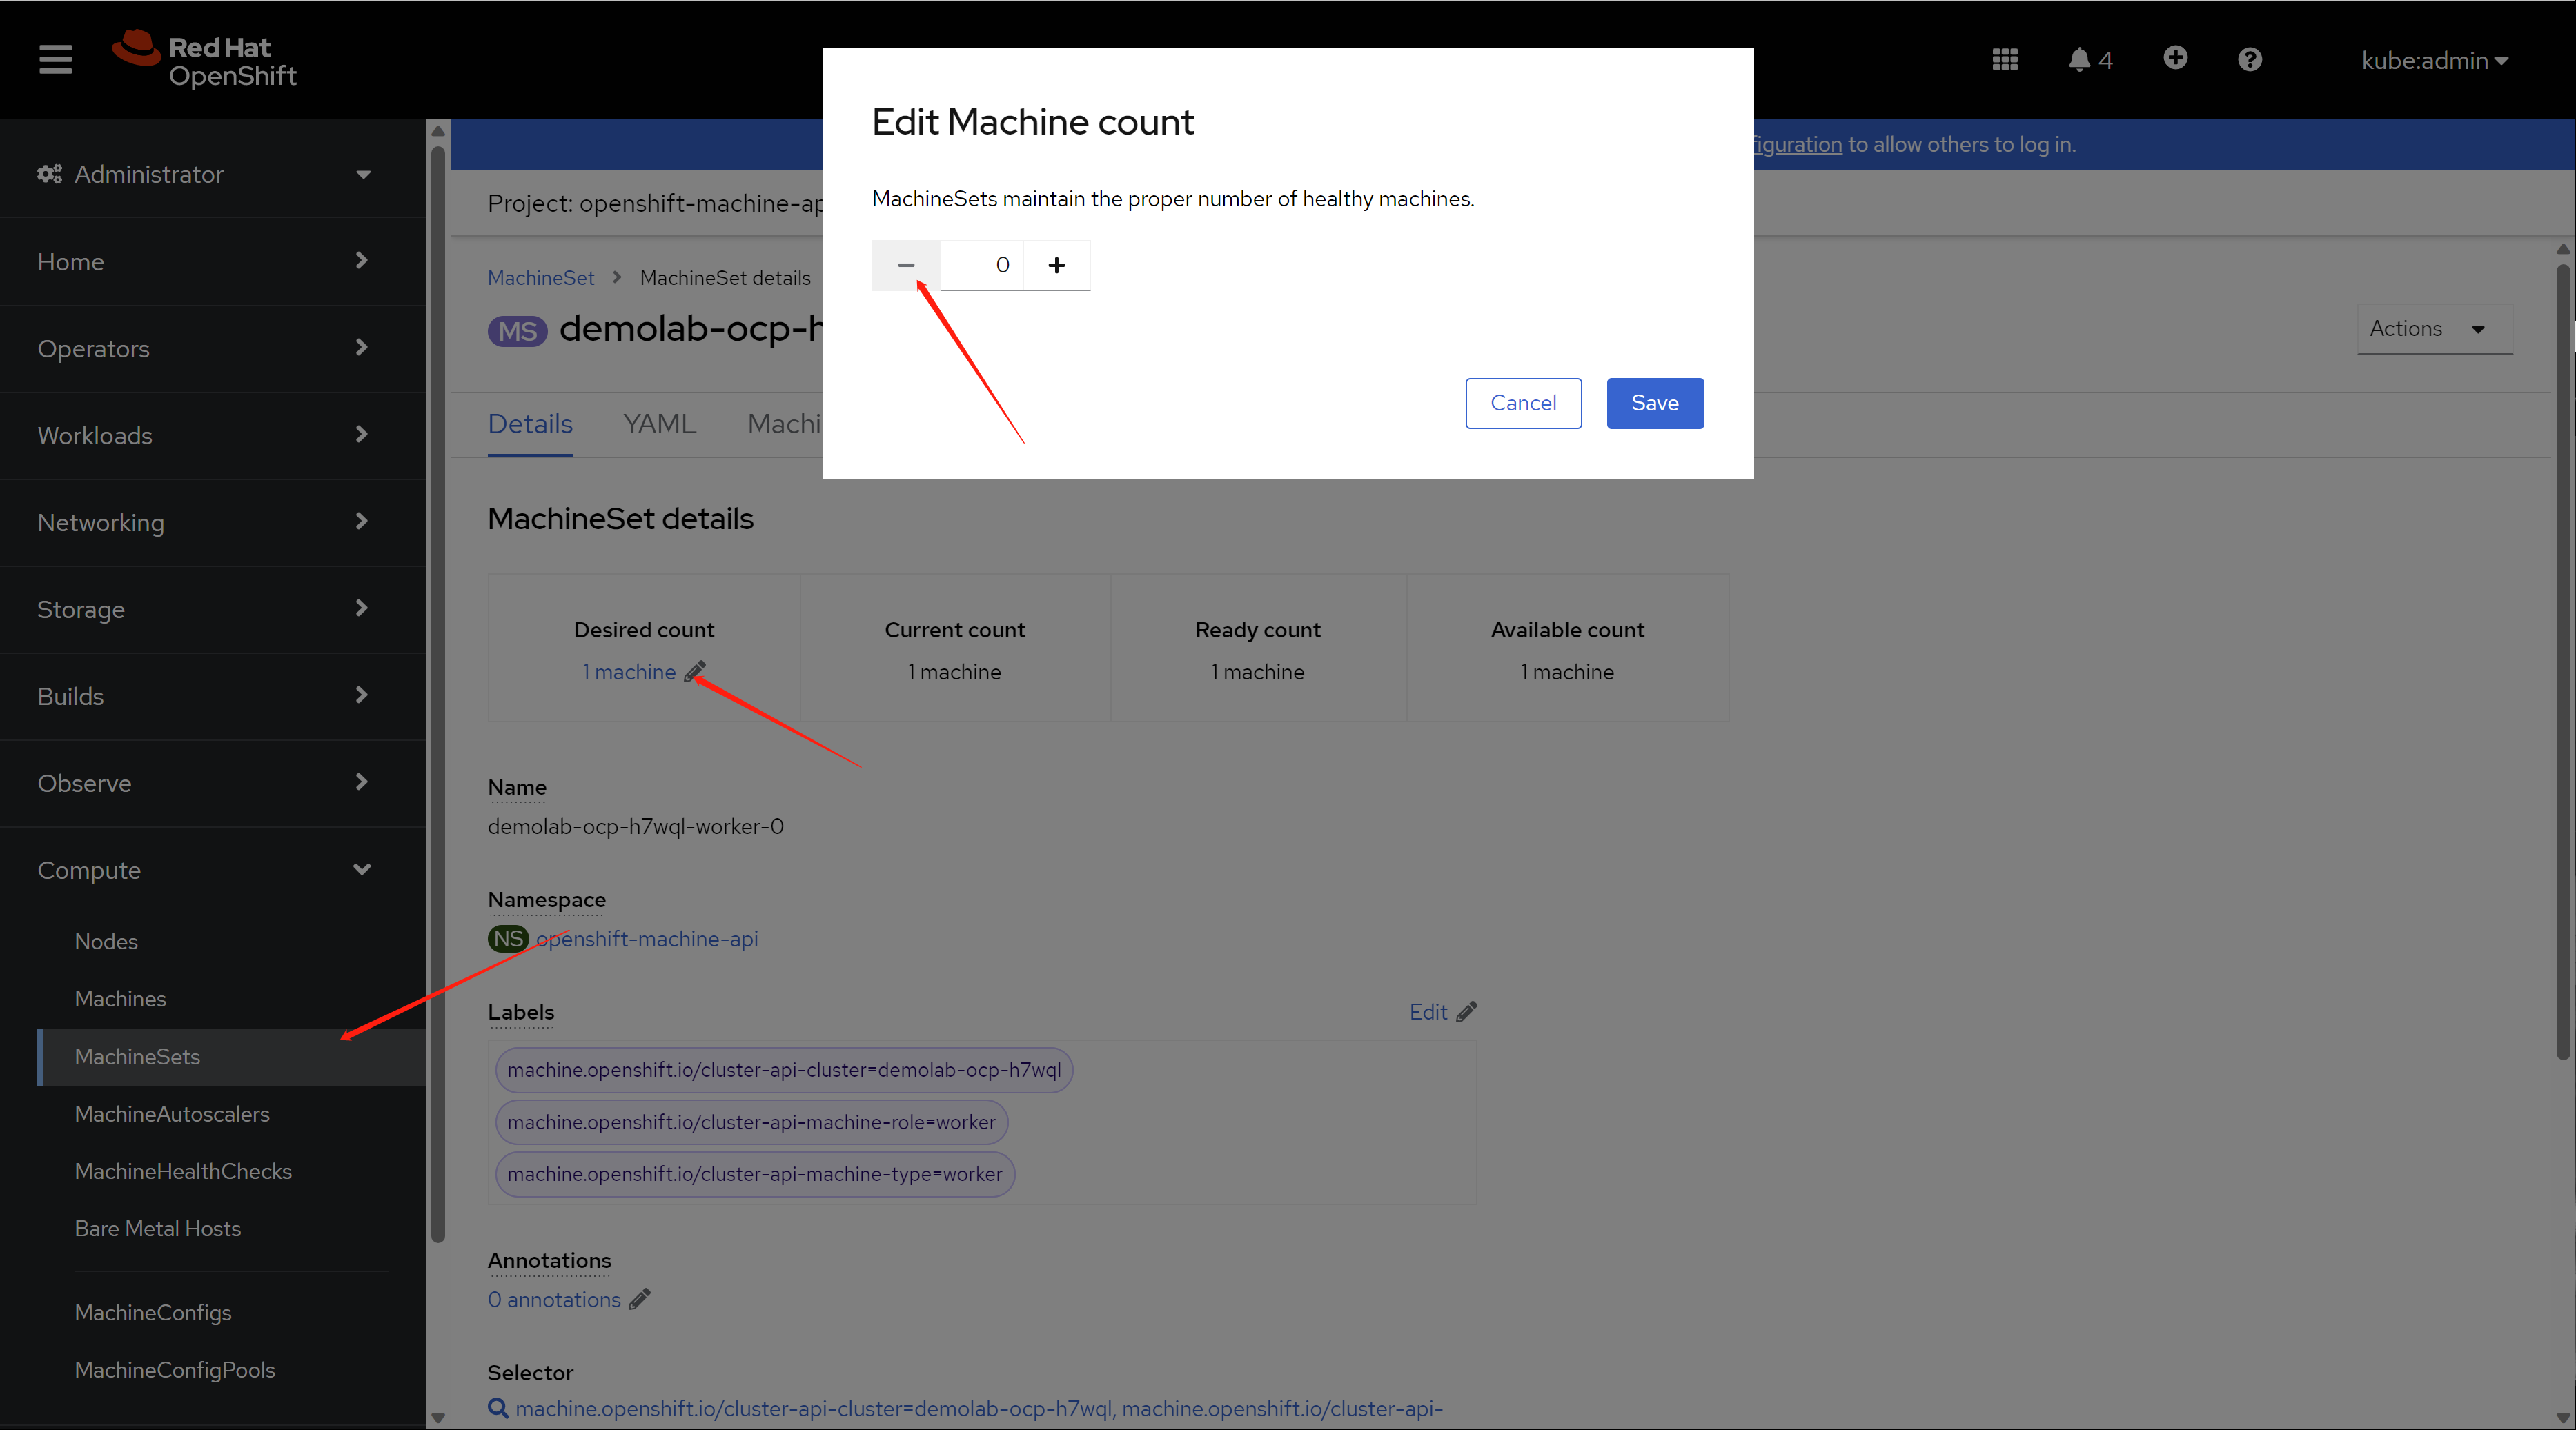 Red Hat
OpenShift
4
kube:admin
Edit Machine count
MachineSets maintain the proper number of healthy machines.
0
Cancel
Save
figuration to allow others to log in.
Administrator
Home
Operators
Workloads
Networking
Storage
Builds
Observe
Compute
Nodes
Machines
MachineSets
MachineAutoscalers
MachineHealthChecks
Bare Metal Hosts
MachineConfigs
MachineConfigPools
Project: openshift-machine-ap
MachineSet > MachineSet details
MS demolab-ocp-h
Actions
Details YAML Machi
MachineSet details
Desired count
1 machine
Current count
1 machine
Ready count
1 machine
Available count
1 machine
Name
demolab-ocp-h7wql-worker-0
Namespace
NS openshift-machine-api
Labels
Edit
machine.openshift.io/cluster-api-cluster=demolab-ocp-h7wql
machine.openshift.io/cluster-api-machine-role=worker
machine.openshift.io/cluster-api-machine-type=worker
Annotations
0 annotations
Selector
machine.openshift.io/cluster-api-cluster=demolab-ocp-h7wql, machine.openshift.io/cluster-api-